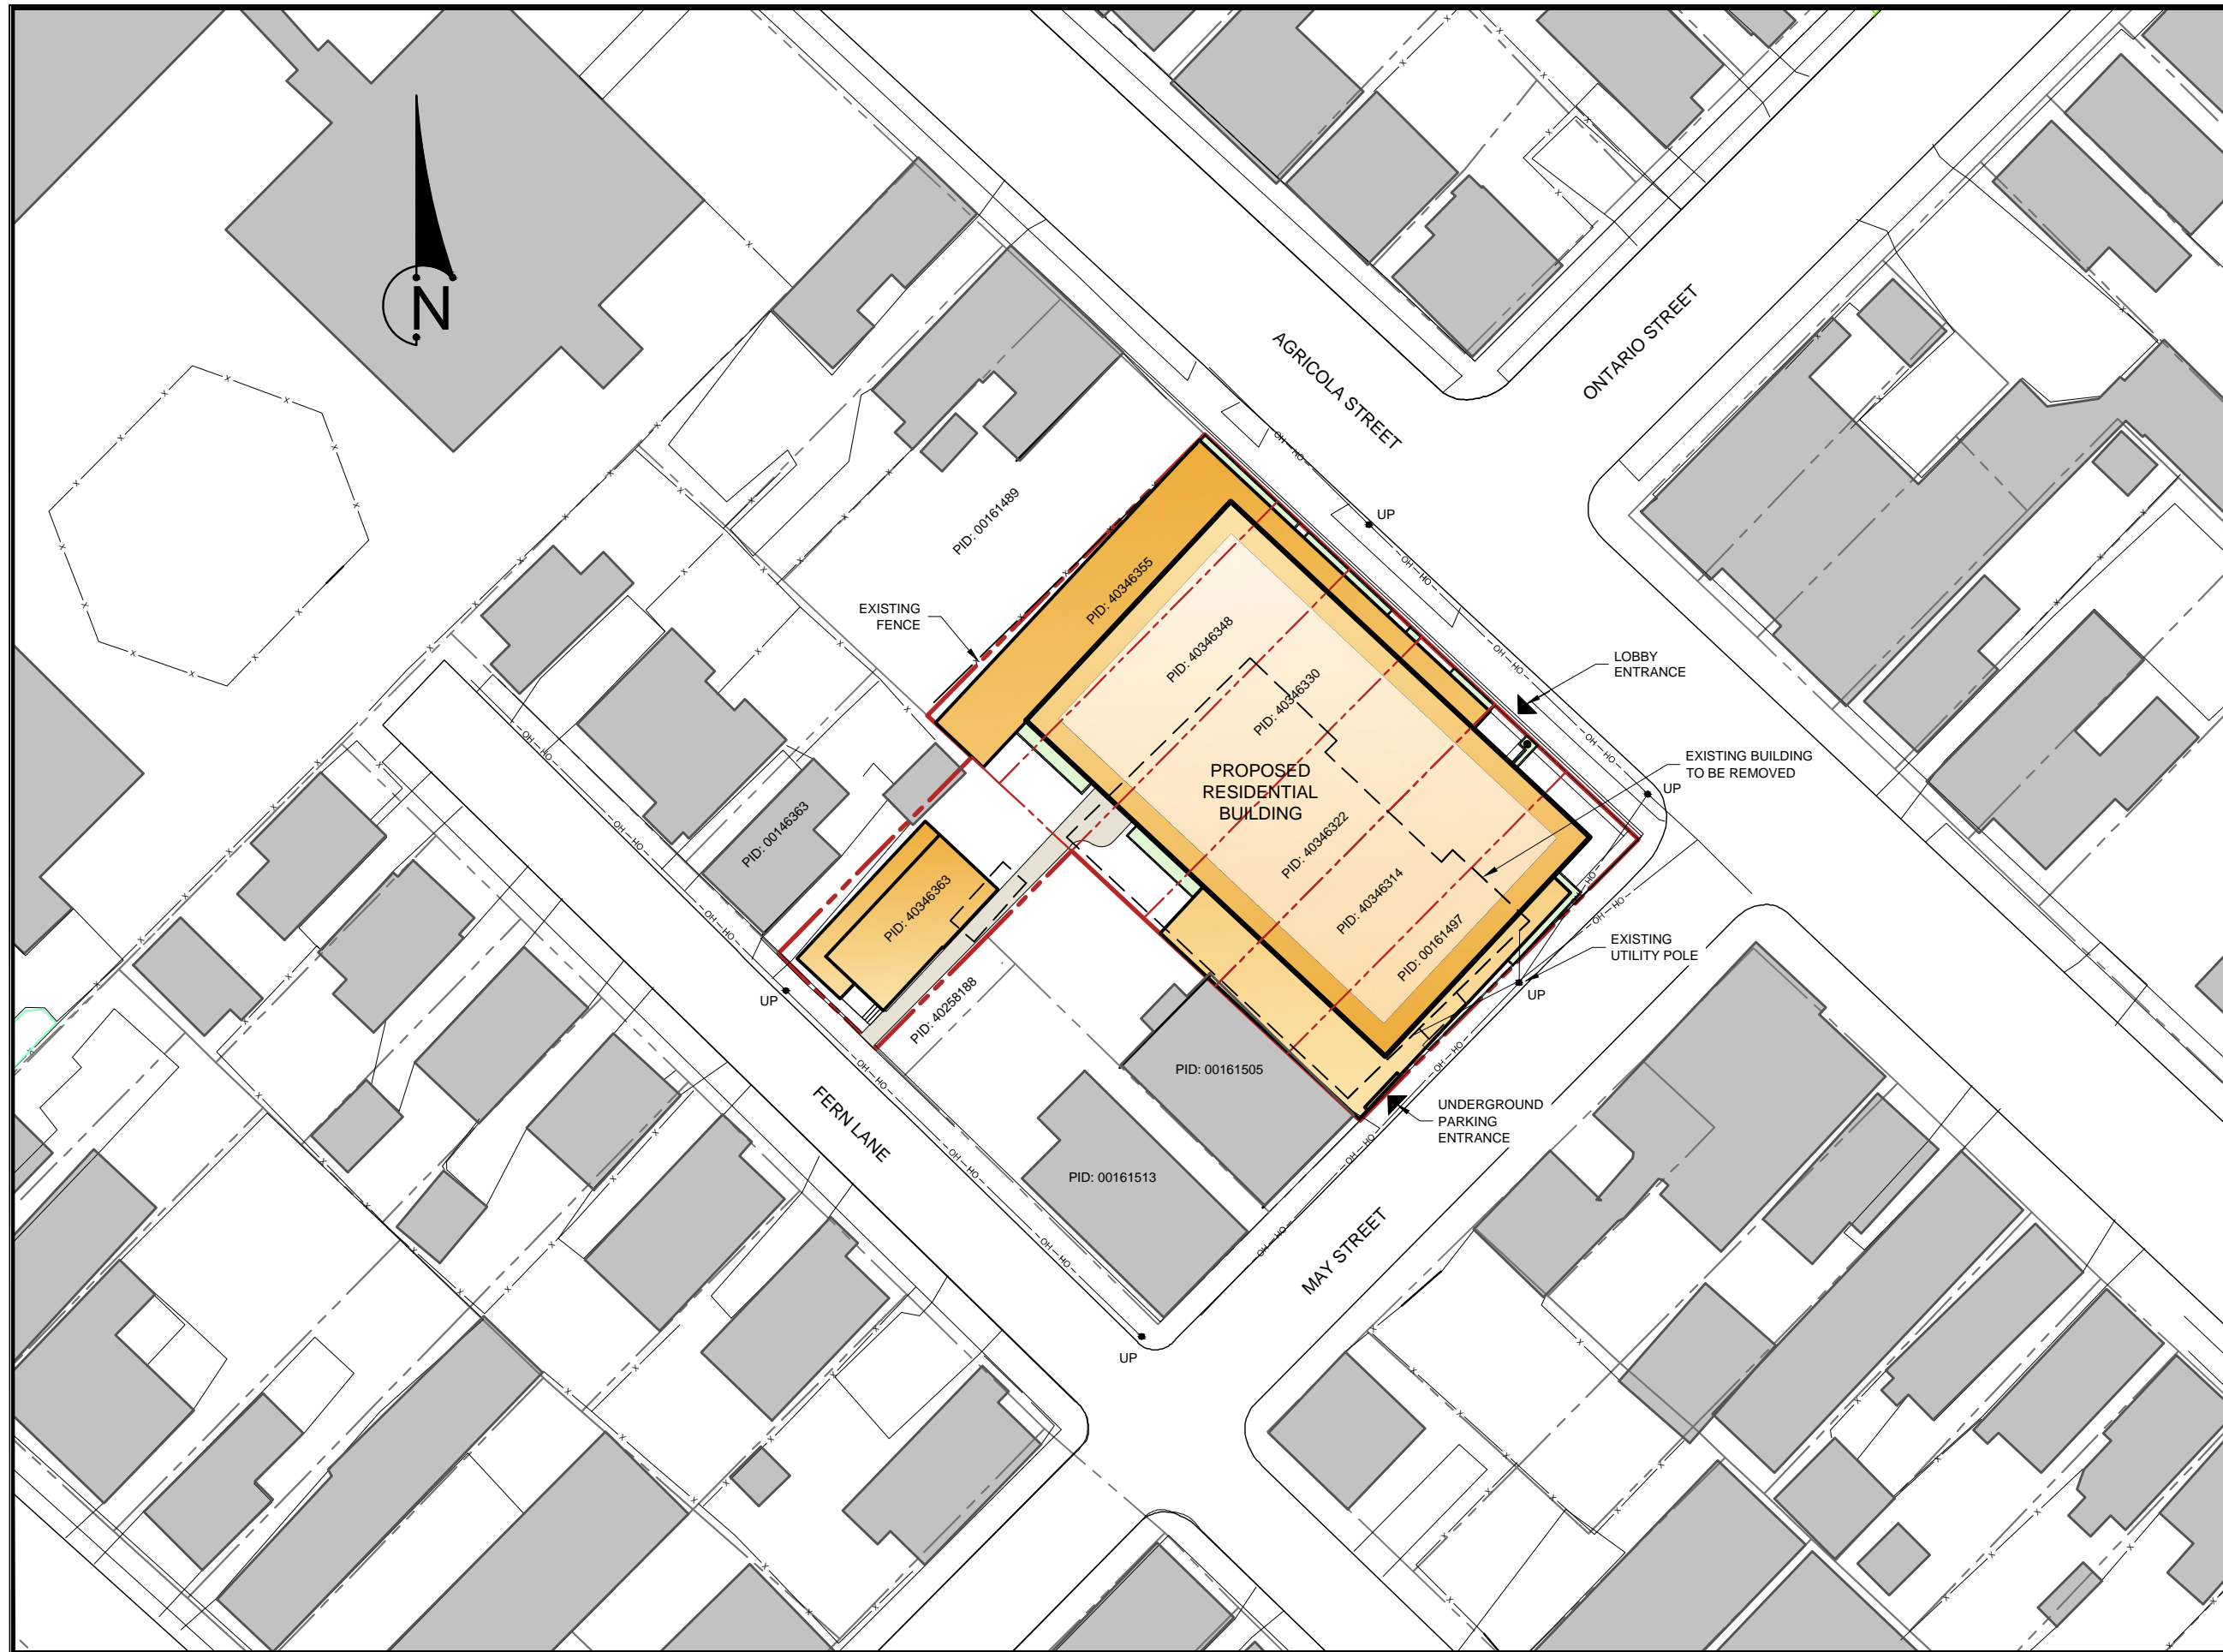 N
AGRICOLA STREET
ONTARIO STREET
PID: 00161489
UP
OH
HO
PID: 40346355
EXISTING
FENCE
PID: 40346348
LOBBY
ENTRANCE
PID: 40346330
EXISTING BUILDING
TO BE REMOVED
PROPOSED
RESIDENTIAL
BUILDING
UP
PID: 00146363
PID: 40346322
PID: 40346314
PID: 40346363
PID: 00161497
EXISTING
UTILITY POLE
UP
UP
PID: 40258188
PID: 00161505
FERN LANE
UNDERGROUND
PARKING
ENTRANCE
PID: 00161513
MAY STREET
UP